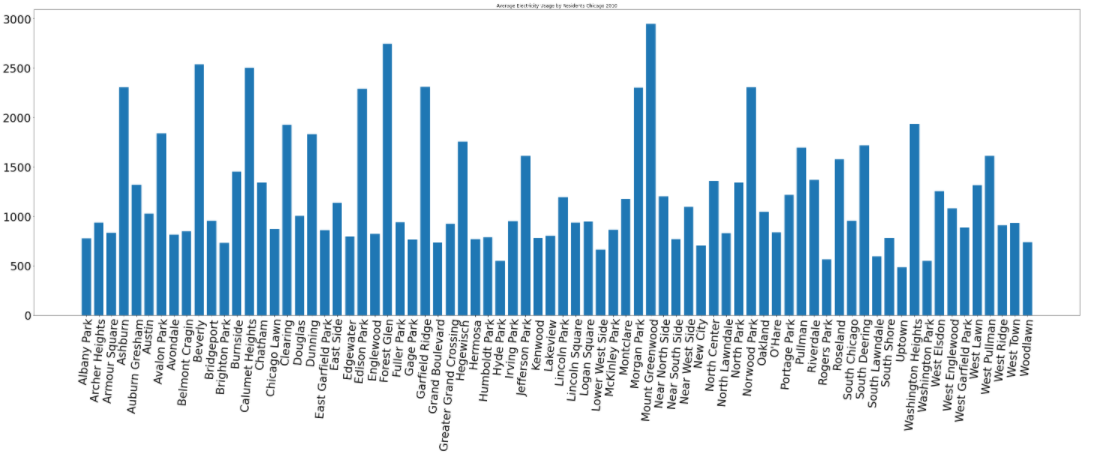 Average Electricity Usage by Residents Chicago 2010
3000
2500
2000
1500
1000
500
0
Albany Park
Archer Heights
Armour Square
Ashburn
Auburn Gresham
Austin
Avalon Park
Avondale
Belmont Cragin
Beverly
Bridgeport
Brighton Park
Burnside
Calumet Heights
Chatham
Chicago Lawn
Clearing
Douglas
Dunning
East Garfield Park
East Side
Edgewater
Edison Park
Englewood
Forest Glen
Fuller Park
Gage Park
Garfield Ridge
Grand Boulevard
Greater Grand Crossing
Hegewisch
Hermosa
Humboldt Park
Hyde Park
Irving Park
Jefferson Park
Kenwood
Lakeview
Lincoln Park
Lincoln Square
Logan Square
Lower West Side
McKinley Park
Montclare
Morgan Park
Mount Greenwood
Near North Side
Near South Side
Near West Side
New City
North Center
North Lawndale
North Park
Norwood Park
Oakland
O'Hare
Portage Park
Pullman
Riverdale
Rogers Park
Roseland
South Chicago
South Deering
South Lawndale
South Shore
Uptown
Washington Heights
Washington Park
West Elsdon
West Englewood
West Garfield Park
West Lawn
West Pullman
West Ridge
West Town
Woodlawn